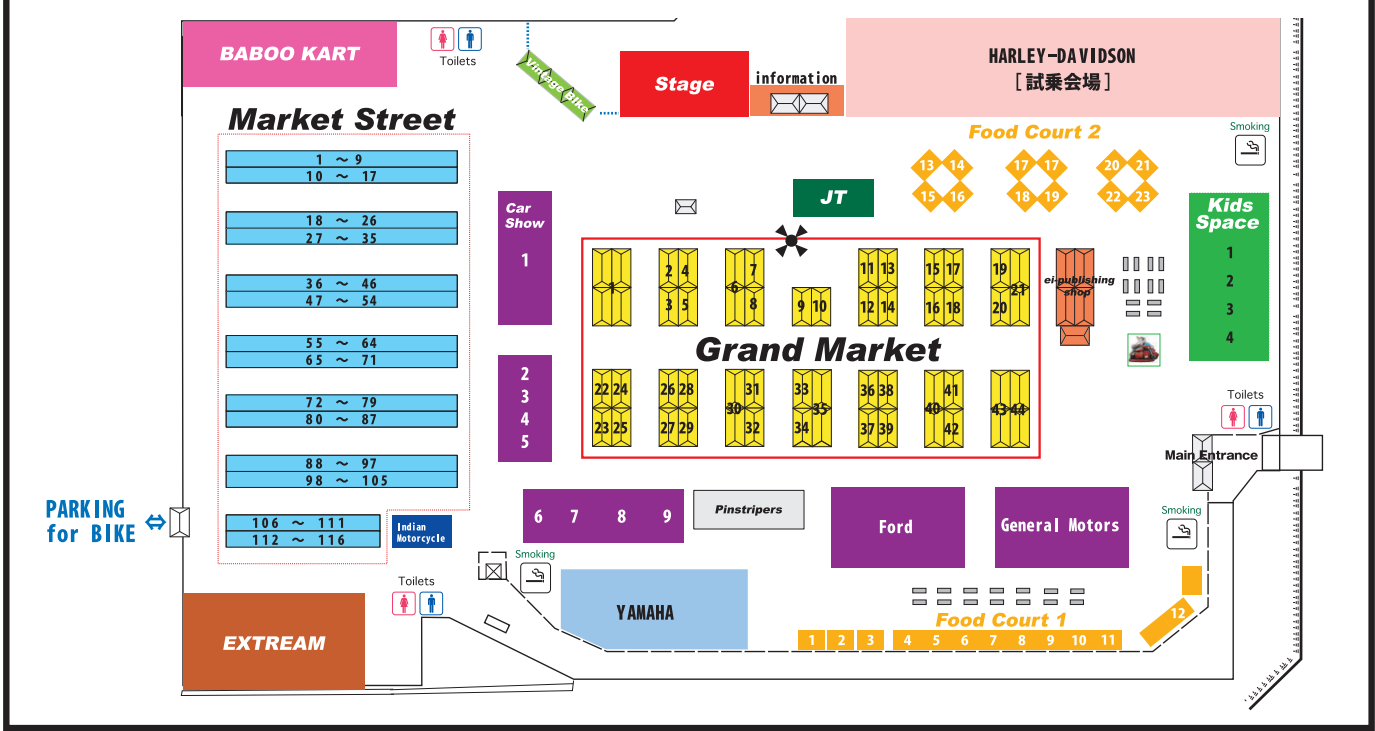 BABOO KART
Toilets
Vintage Bike
Stage
information
HARLEY-DAVIDSON
[試乗会場]
Market Street
Food Court 2
Smoking
1 ～ 9
10 ～ 17
18 ～ 26
27 ～ 35
36 ～ 46
47 ～ 54
55 ～ 64
65 ～ 71
72 ～ 79
80 ～ 87
88 ～ 97
98 ～ 105
106 ～ 111
112 ～ 116
Indian
Motorcycle
PARKING
for BIKE
Car
Show
1
2
3
4
5
JT
13 14 17 17 20 21
15 16 18 19 22 23
Kids
Space
1
2
3
4
2 4 7 11 13 15 17 19
1 6 21
3 5 8 9 10 12 14 16 18 20
ei-publishing
shop
Grand Market
22 24 26 28 31 33 36 38 41
30 35 40 43 44
23 25 27 29 32 34 37 39 42
Toilets
Main Entrance
6 7 8 9
Pinstripers
Ford
General Motors
Smoking
Smoking
Toilets
YAMAHA
EXTREAM
Food Court 1
1 2 3 4 5 6 7 8 9 10 11
12